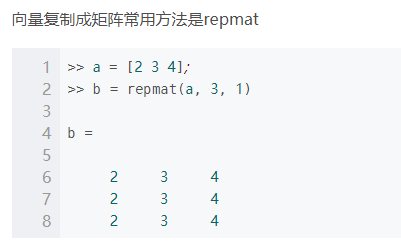 向量复制成矩阵常用方法是repmat
1 >> a = [2 3 4];
2 >> b = repmat(a, 3, 1)
3
4 b =
5
6      2     3     4
7      2     3     4
8      2     3     4